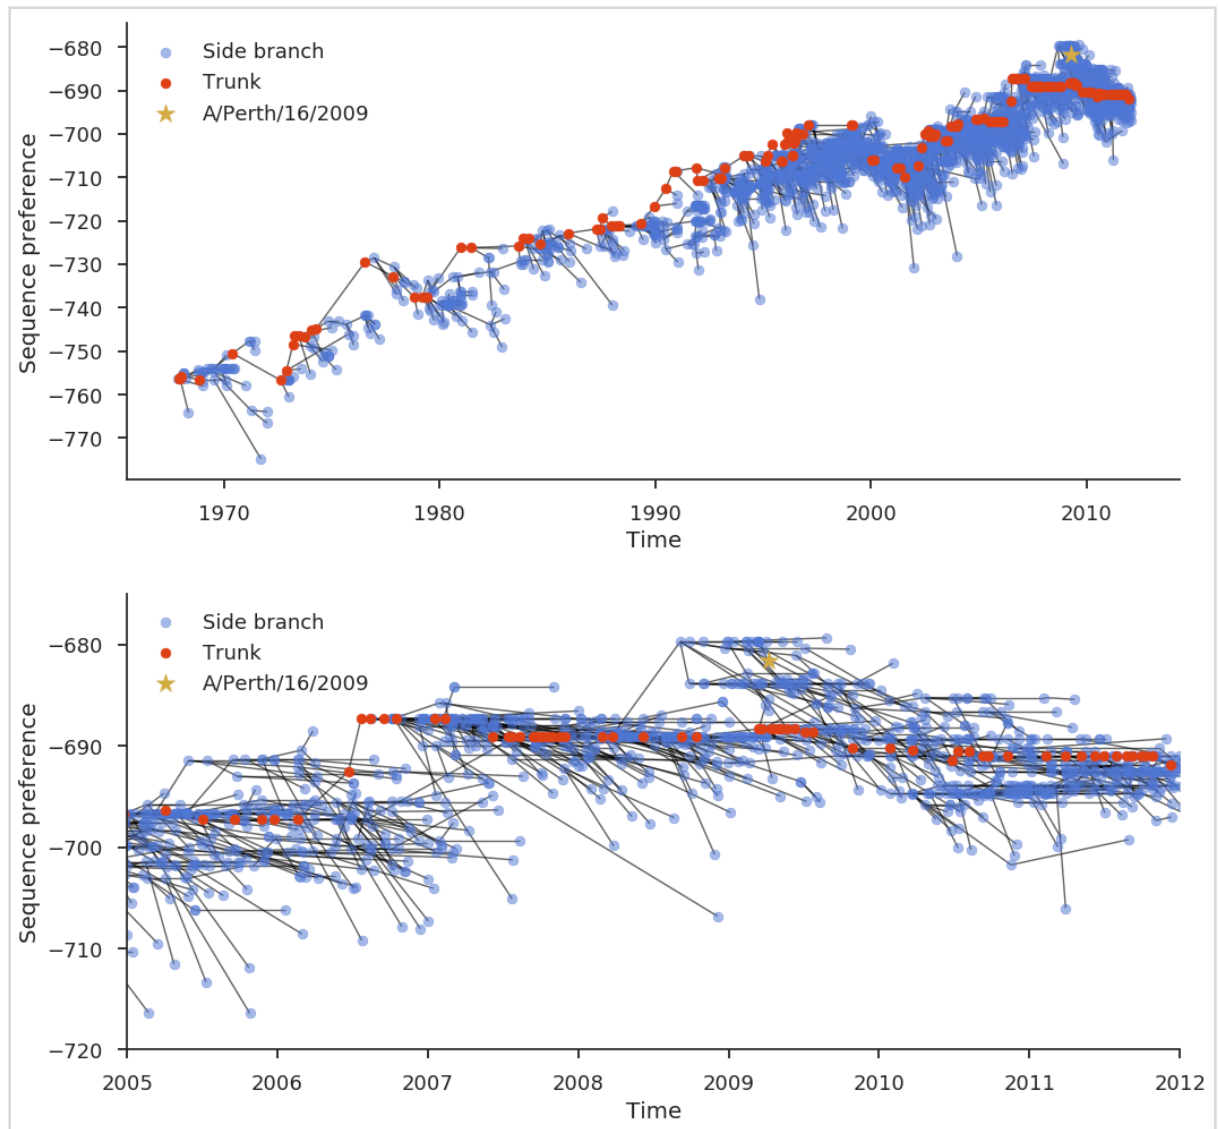 Side branch
Trunk
A/Perth/16/2009
−680
−690
−700
−710
−720
−730
−740
−750
−760
−770
Sequence preference
1970 1980 1990 2000 2010
Time
Side branch
Trunk
A/Perth/16/2009
−680
−690
−700
−710
−720
Sequence preference
2005 2006 2007 2008 2009 2010 2011 2012
Time